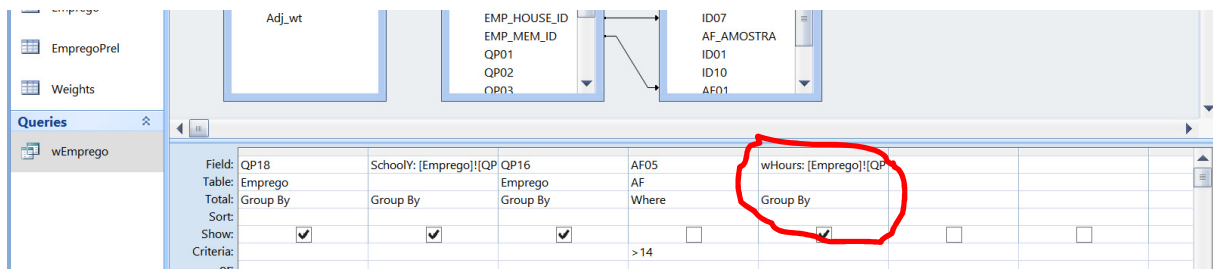 Adj_wt
EMP_HOUSE_ID
EMP_MEM_ID
QP01
QP02
QP03
ID07
AF_AMOSTRA
ID01
ID10
AF01
EmpregoPrel
Weights
Queries
wEmprego
Field: QP18 SchoolY: [Emprego]![QP QP16 AF05 wHours: [Emprego]![QP
Table: Emprego Emprego AF
Total: Group By Group By Group By Where Group By
Sort:
Show:
Criteria: >14
or: